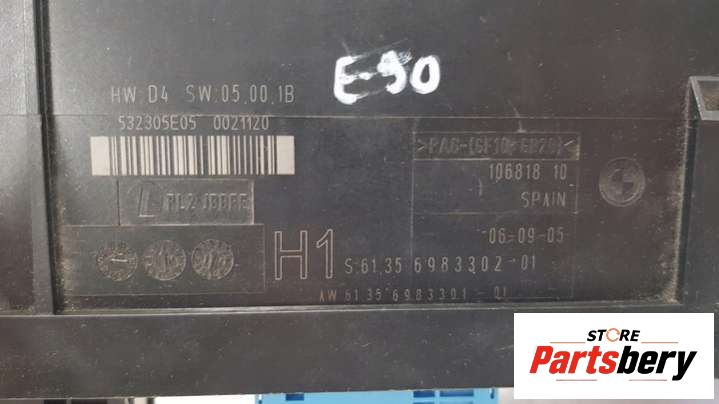 E-90
HW:D4 SW:05.00.1B
532305E05 0021120
>PA6-(GF10+GB20)<
106818 10
SPAIN
PL2
06-09-05
H1 S:61.35 6983302-01
AW 61.35 6983301-01
STORE
Partsbery